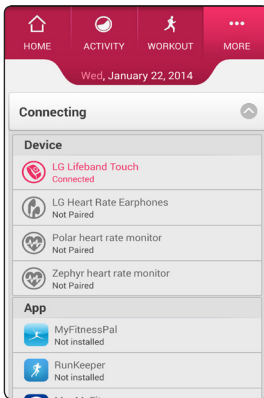 HOME ACTIVITY WORKOUT MORE
Wed, January 22, 2014
Connecting
Device
LG Lifeband Touch
Connected
LG Heart Rate Earphones
Not Paired
Polar heart rate monitor
Not Paired
Zephyr heart rate monitor
Not Paired
App
MyFitnessPal
Not installed
RunKeeper
Not installed